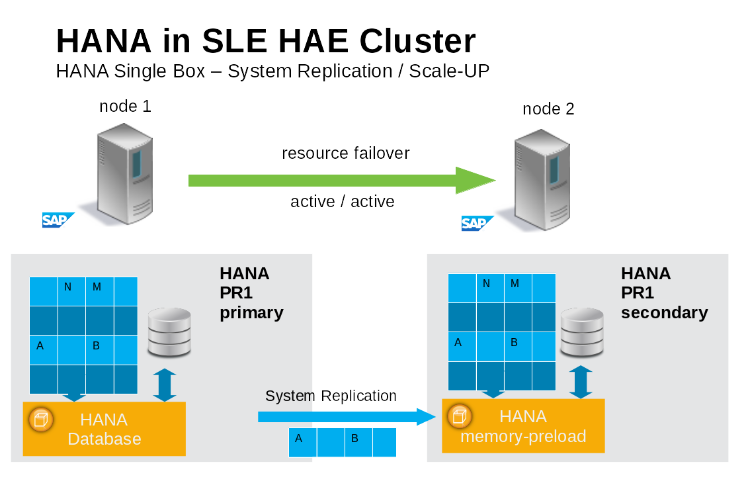 HANA in SLE HAE Cluster
HANA Single Box – System Replication / Scale-UP
node 1
node 2
resource failover
active / active
SAP
SAP
HANA
PR1
primary
N M
A B
HANA
Database
System Replication
A B
HANA
PR1
secondary
N M
A B
HANA
memory-preload